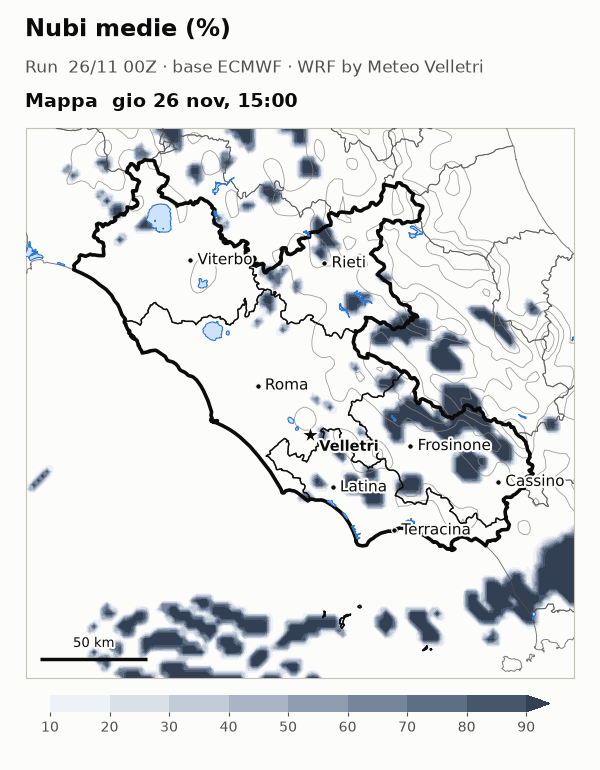 Nubi medie (%)
Run  26/11 00Z · base ECMWF · WRF by Meteo Velletri
Mappa  gio 26 nov, 15:00
Viterbo
Rieti
Roma
Velletri
Frosinone
Latina
Cassino
Terracina
50 km
10 20 30 40 50 60 70 80 90